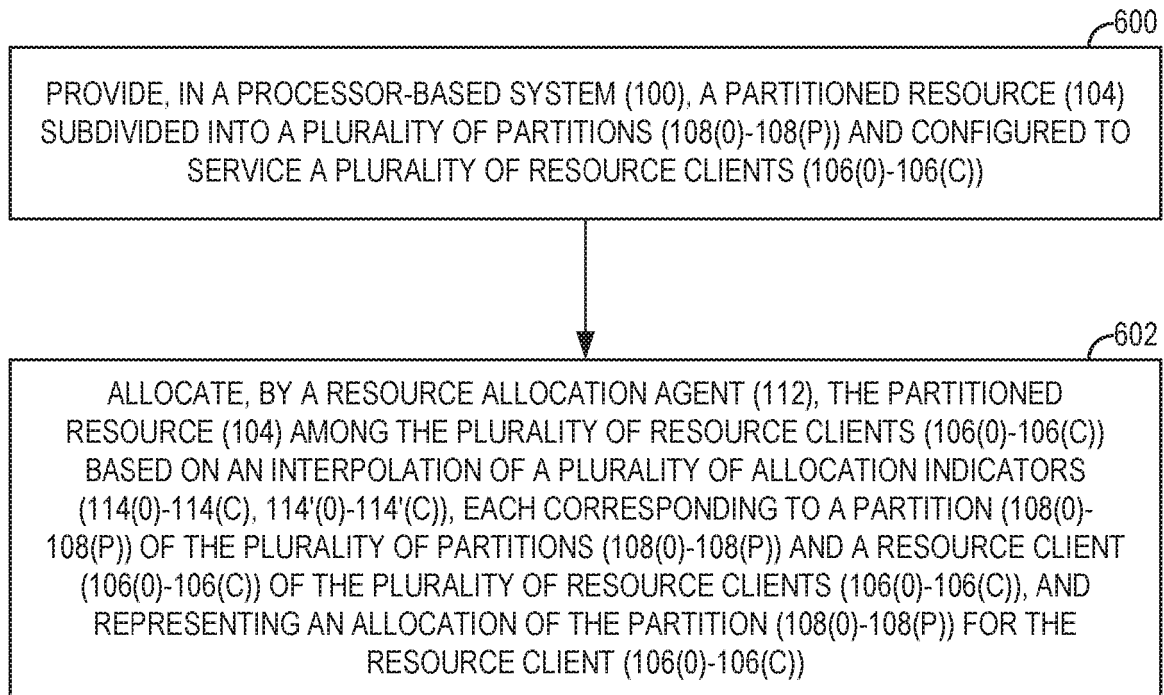 600
PROVIDE, IN A PROCESSOR-BASED SYSTEM (100), A PARTITIONED RESOURCE (104)
SUBDIVIDED INTO A PLURALITY OF PARTITIONS (108(0)-108(P)) AND CONFIGURED TO
SERVICE A PLURALITY OF RESOURCE CLIENTS (106(0)-106(C))
602
ALLOCATE, BY A RESOURCE ALLOCATION AGENT (112), THE PARTITIONED
RESOURCE (104) AMONG THE PLURALITY OF RESOURCE CLIENTS (106(0)-106(C))
BASED ON AN INTERPOLATION OF A PLURALITY OF ALLOCATION INDICATORS
(114(0)-114(C), 114'(0)-114'(C)), EACH CORRESPONDING TO A PARTITION (108(0)-
108(P)) OF THE PLURALITY OF PARTITIONS (108(0)-108(P)) AND A RESOURCE CLIENT
(106(0)-106(C)) OF THE PLURALITY OF RESOURCE CLIENTS (106(0)-106(C)), AND
REPRESENTING AN ALLOCATION OF THE PARTITION (108(0)-108(P)) FOR THE
RESOURCE CLIENT (106(0)-106(C))